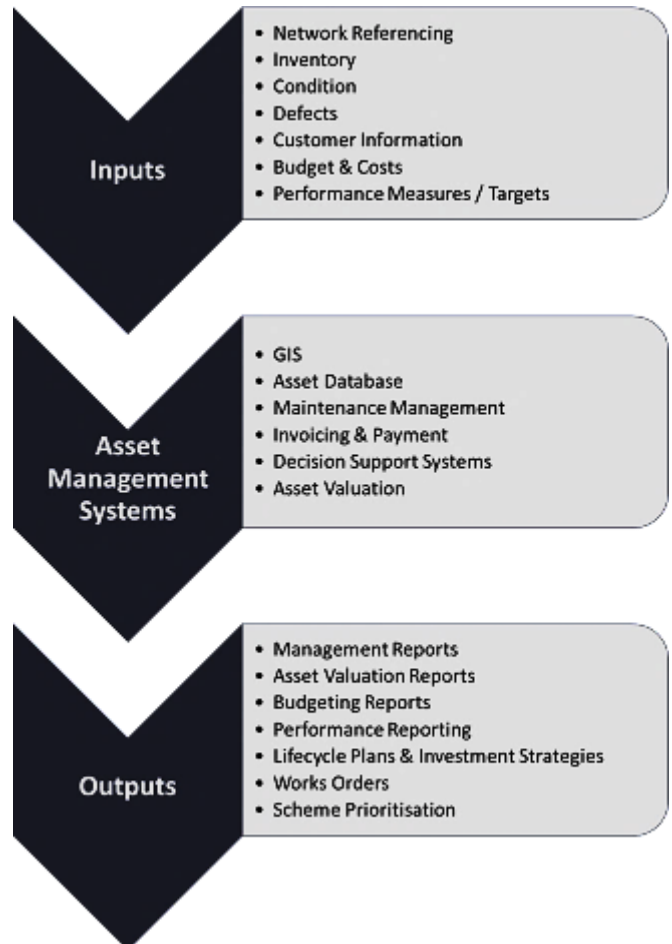 Inputs
• Network Referencing
• Inventory
• Condition
• Defects
• Customer Information
• Budget & Costs
• Performance Measures / Targets
Asset
Management
Systems
• GIS
• Asset Database
• Maintenance Management
• Invoicing & Payment
• Decision Support Systems
• Asset Valuation
Outputs
• Management Reports
• Asset Valuation Reports
• Budgeting Reports
• Performance Reporting
• Lifecycle Plans & Investment Strategies
• Works Orders
• Scheme Prioritisation